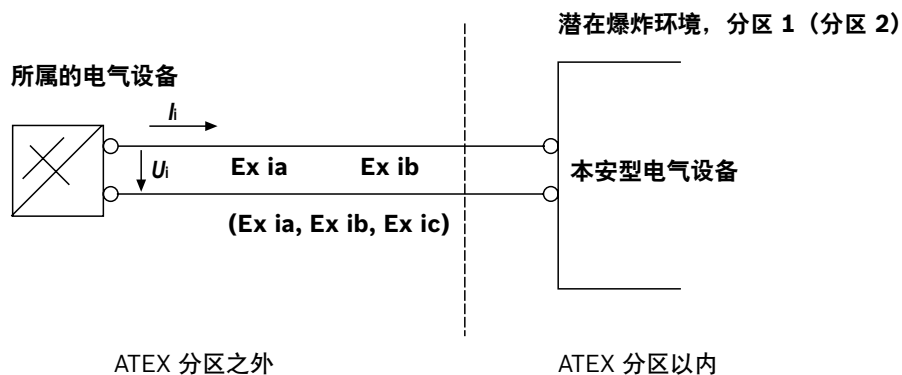 潜在爆炸环境，分区 1（分区 2）
所属的电气设备
Ii
Ui
Ex ia Ex ib
本安型电气设备
(Ex ia, Ex ib, Ex ic)
ATEX 分区之外
ATEX 分区以内